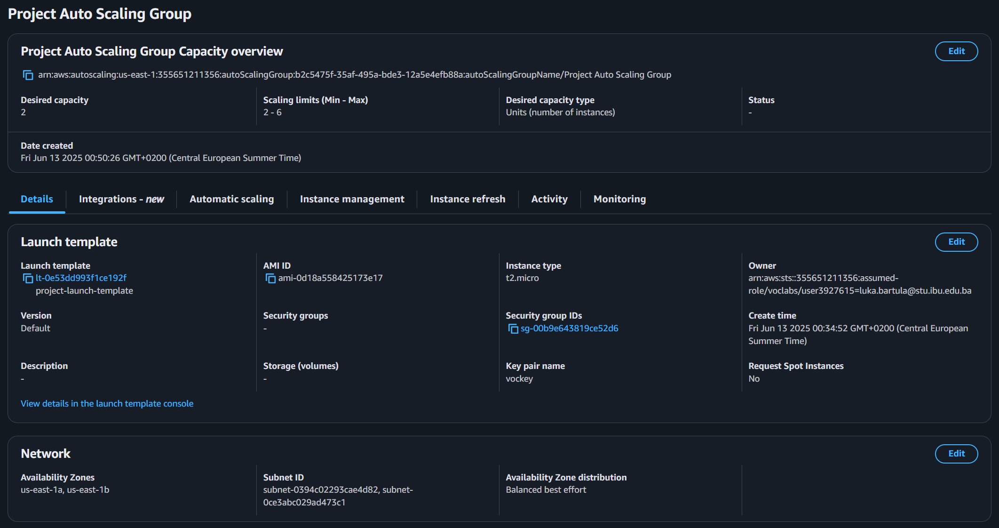 Project Auto Scaling Group
Project Auto Scaling Group Capacity overview
Edit
arn:aws:autoscaling:us-east-1:355651211356:autoScalingGroup:b2c5475f-35af-495a-bde3-12a5e4efb88a:autoScalingGroupName/Project Auto Scaling Group
Desired capacity
2
Scaling limits (Min - Max)
2 - 6
Desired capacity type
Units (number of instances)
Status
-
Date created
Fri Jun 13 2025 00:50:26 GMT+0200 (Central European Summer Time)
Details
Integrations - new
Automatic scaling
Instance management
Instance refresh
Activity
Monitoring
Launch template
Edit
Launch template
lt-0e53dd993f1ce192f
project-launch-template
AMI ID
ami-0d18a558425173e17
Instance type
t2.micro
Owner
arn:aws:sts::355651211356:assumed-
role/voclabs/user3927615=luka.bartula@stu.ibu.edu.ba
Version
Default
Security groups
-
Security group IDs
sg-00b9e643819ce52d6
Create time
Fri Jun 13 2025 00:34:52 GMT+0200 (Central European
Summer Time)
Description
-
Storage (volumes)
-
Key pair name
vockey
Request Spot Instances
No
View details in the launch template console
Network
Edit
Availability Zones
us-east-1a, us-east-1b
Subnet ID
subnet-0394c02293cae4d82, subnet-
0ce3abc029ad473c1
Availability Zone distribution
Balanced best effort